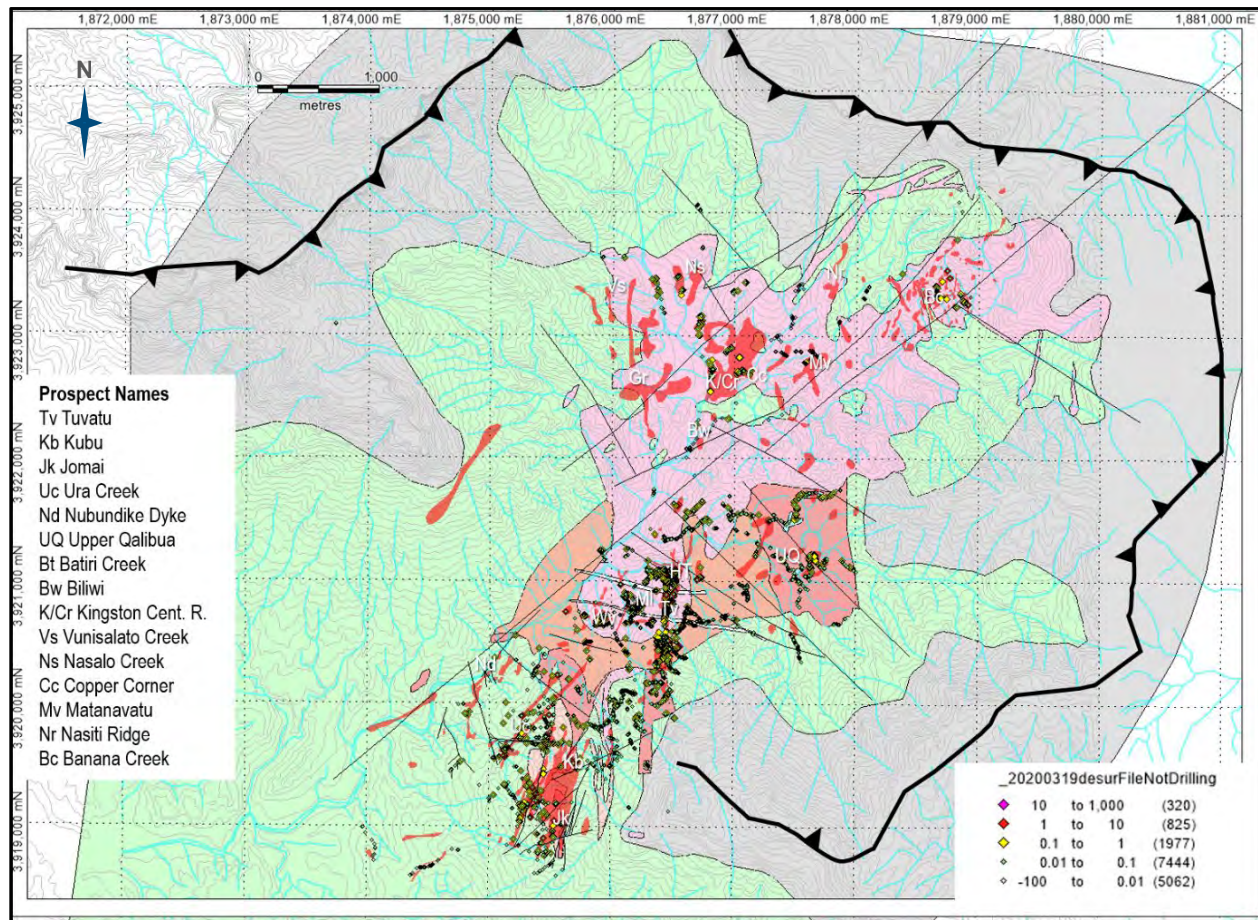 1,872,000 mE 1,873,000 mE 1,874,000 mE 1,875,000 mE 1,876,000 mE 1,877,000 mE 1,878,000 mE 1,879,000 mE 1,880,000 mE 1,881,000 mE
N
0 1,000
metres
3,925,000 mN
3,924,000 mN
3,923,000 mN
3,922,000 mN
3,921,000 mN
3,920,000 mN
3,919,000 mN
Vs
Ns
Nr
Bc
Gr
K/Cr
Cc
Mv
Bw
HT
UQ
Tv
Nd
Kb
Jk
Prospect Names
Tv Tuvatu
Kb Kubu
Jk Jomai
Uc Ura Creek
Nd Nubundike Dyke
UQ Upper Qalibua
Bt Batiri Creek
Bw Biliwi
K/Cr Kingston Cent. R.
Vs Vunisalato Creek
Ns Nasalo Creek
Cc Copper Corner
Mv Matanavatu
Nr Nasiti Ridge
Bc Banana Creek
_20200319desurFileNotDrilling
10 to 1,000 (320)
1 to 10 (825)
0.1 to 1 (1977)
0.01 to 0.1 (7444)
-100 to 0.01 (5062)